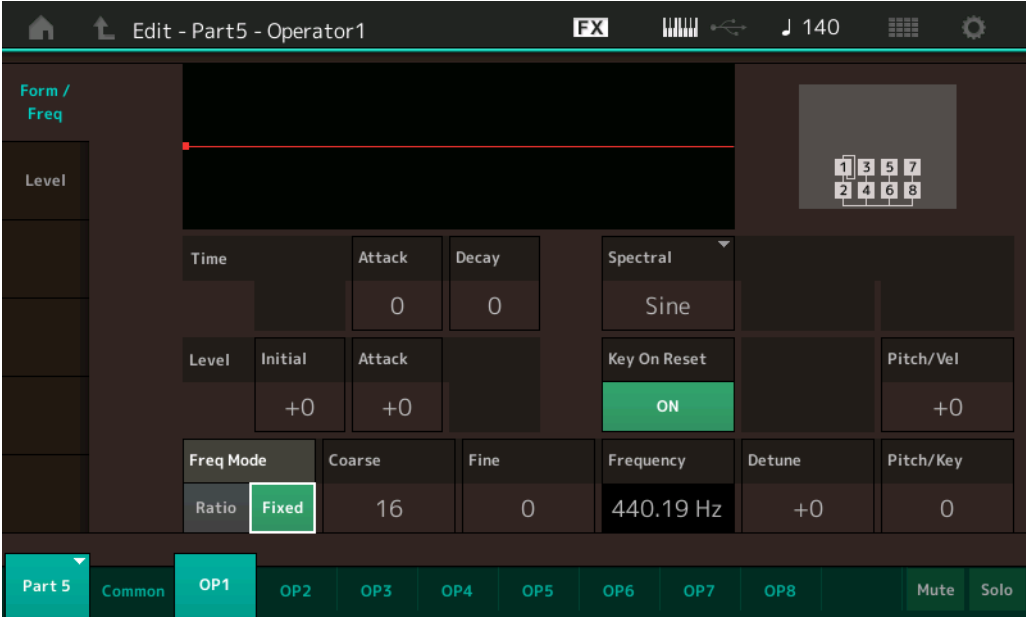 Edit - Part5 - Operator1
FX
♩ 140
Form /
Freq
Level
1 3 5 7
2 4 6 8
Time
Attack
Decay
Spectral
0
0
Sine
Level
Initial
Attack
Key On Reset
Pitch/Vel
+0
+0
ON
+0
Freq Mode
Coarse
Fine
Frequency
Detune
Pitch/Key
Ratio
Fixed
16
0
440.19 Hz
+0
0
Part 5
Common
OP1
OP2
OP3
OP4
OP5
OP6
OP7
OP8
Mute
Solo